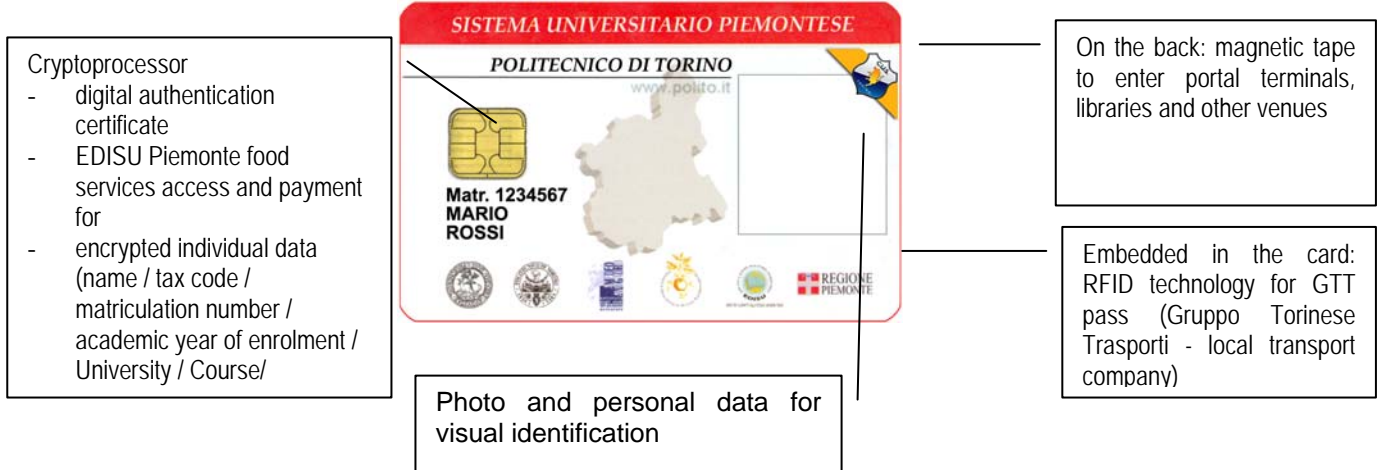 Cryptoprocessor
- digital authentication
certificate
- EDISU Piemonte food
services access and payment
for
- encrypted individual data
(name / tax code /
matriculation number /
academic year of enrolment /
University / Course/
SISTEMA UNIVERSITARIO PIEMONTESE
POLITECNICO DI TORINO
www.polito.it
Matr. 1234567
MARIO
ROSSI
REGIONE
PIEMONTE
On the back: magnetic tape
to enter portal terminals,
libraries and other venues
Embedded in the card:
RFID technology for GTT
pass (Gruppo Torinese
Trasporti - local transport
company)
Photo and personal data for
visual identification